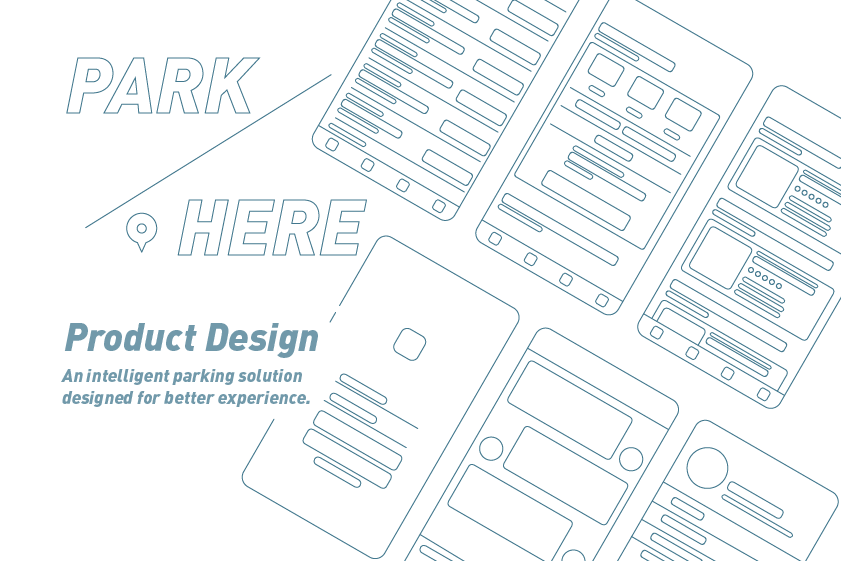 PARK
HERE
Product Design
An intelligent parking solution
designed for better experience.